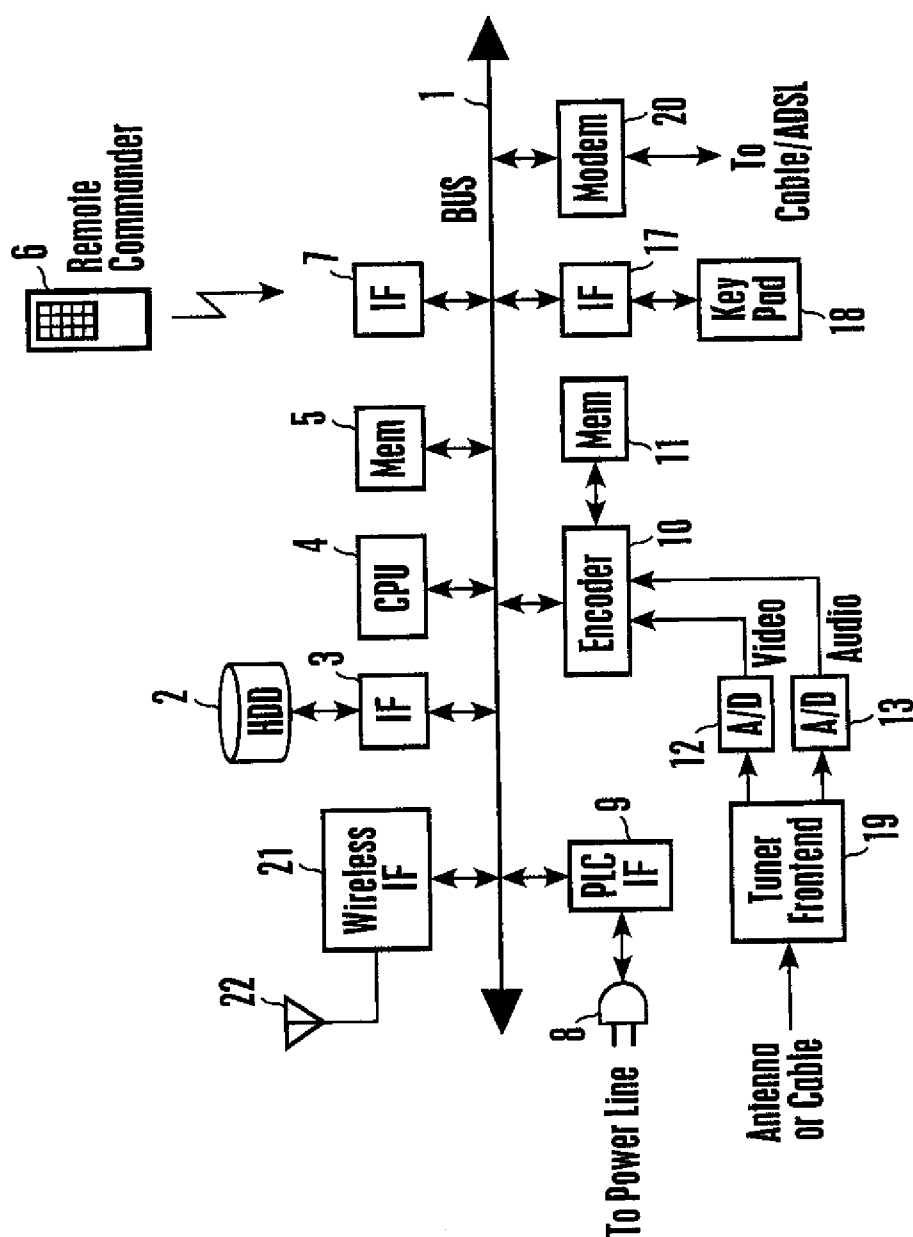 6
Remote
Commander
22
21
Wireless
IF
2
HDD
3
IF
4
CPU
5
Mem
7
IF
BUS
1
To Power Line
8
9
PLC
IF
Encoder
10
Mem
11
IF
17
Key
Pad
18
Modem
20
To
Cable/ADSL
Antenna
or Cable
Tuner
Frontend
19
12
A/D
Video
A/D
13
Audio